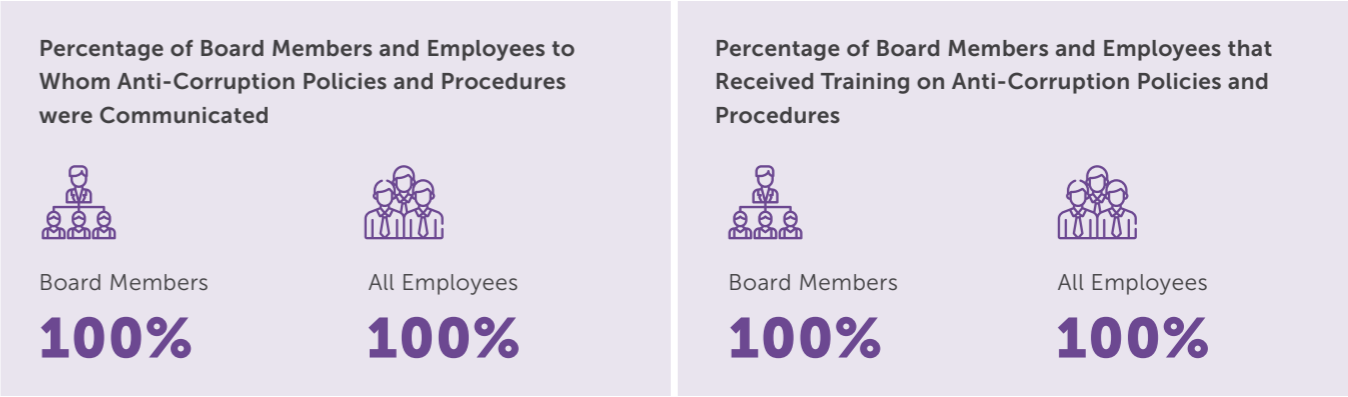 Percentage of Board Members and Employees to
Whom Anti-Corruption Policies and Procedures
were Communicated
Board Members
100%
All Employees
100%
Percentage of Board Members and Employees that
Received Training on Anti-Corruption Policies and
Procedures
Board Members
100%
All Employees
100%